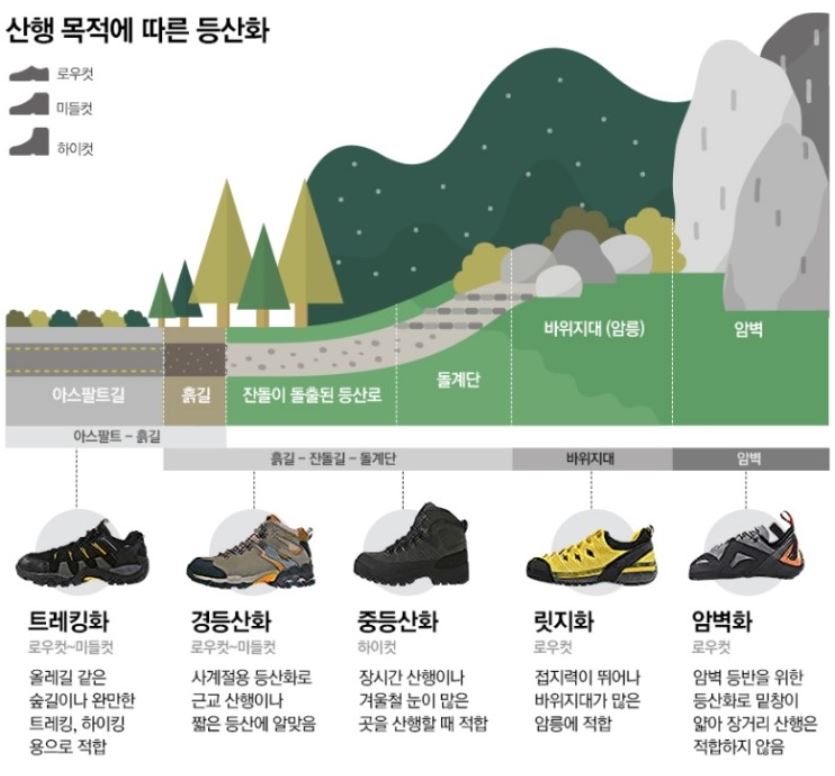 산행 목적에 따른 등산화
로우컷
미들컷
하이컷
바위지대 (암릉)
암벽
돌계단
아스팔트길
흙길
잔돌이 돌출된 등산로
아스팔트 - 흙길
흙길 - 잔돌길 - 돌계단
바위지대
암벽
트레킹화
로우컷~미들컷
올레길 같은
숲길이나 완만한
트레킹, 하이킹
용으로 적합
경등산화
로우컷~미들컷
사계절용 등산화로
근교 산행이나
짧은 등산에 알맞음
중등산화
하이컷
장시간 산행이나
겨울철 눈이 많은
곳을 산행할 때 적합
릿지화
로우컷
접지력이 뛰어나
바위지대가 많은
암릉에 적합
암벽화
로우컷
암벽 등반을 위한
등산화로 밑창이
얇아 장거리 산행은
적합하지 않음